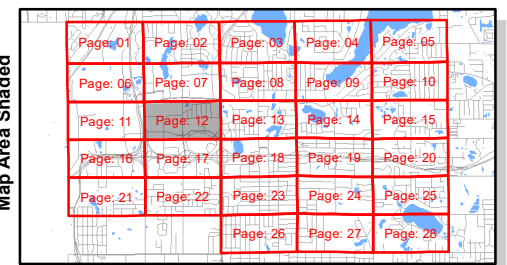 Map Area Shaded
Page: 01 Page: 02 Page: 03 Page: 04 Page: 05
Page: 06 Page: 07 Page: 08 Page: 09 Page: 10
Page: 11 Page: 12 Page: 13 Page: 14 Page: 15
Page: 16 Page: 17 Page: 18 Page: 19 Page: 20
Page: 21 Page: 22 Page: 23 Page: 24 Page: 25
Page: 26 Page: 27 Page: 28